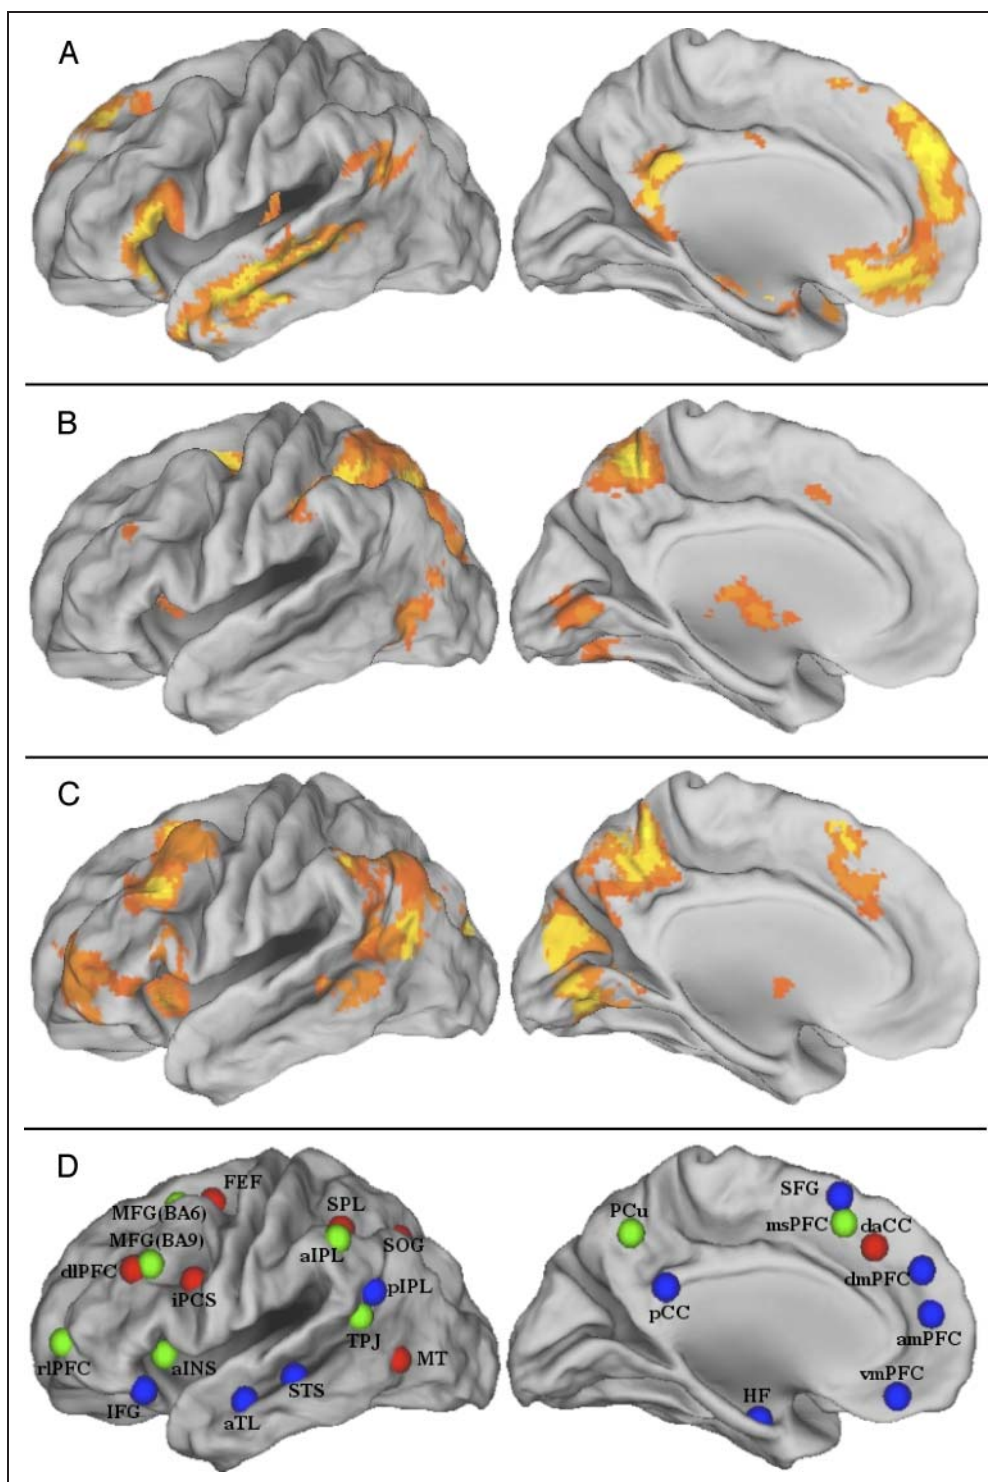 A
B
C
D
FEF
MFG(BA6)
SPL
MFG(BA9)
SOG
aIPL
dlPFC
iPCS
pIPL
TPJ
rlPFC
aINS
MT
IFG
STS
aTL
SFG
PCu
msPFC
daCC
dmPFC
pCC
amPFC
vmPFC
HF